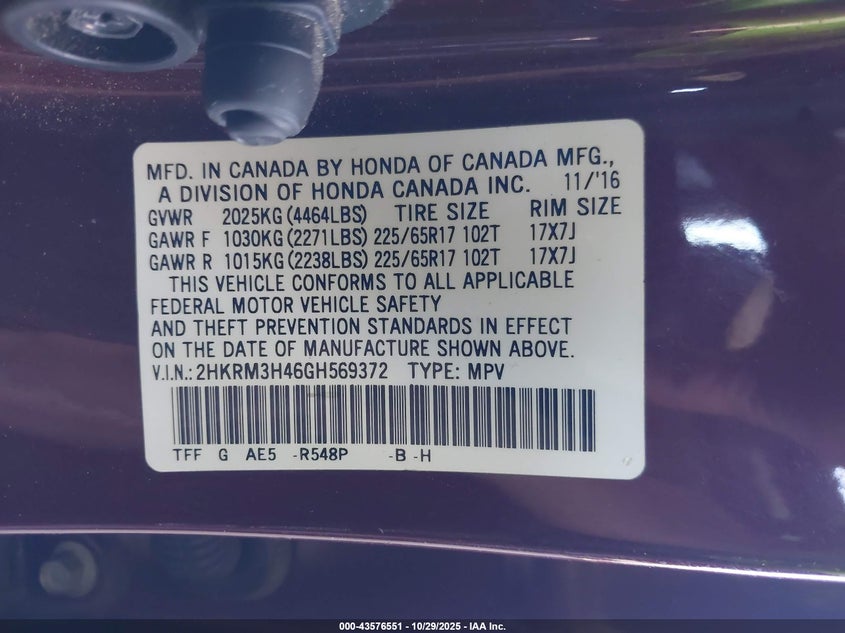 MFD. IN CANADA BY HONDA OF CANADA MFG.,
A DIVISION OF HONDA CANADA INC. 11/'16
GVWR 2025KG (4464LBS) TIRE SIZE RIM SIZE
GAWR F 1030KG (2271LBS) 225/65R17 102T 17X7J
GAWR R 1015KG (2238LBS) 225/65R17 102T 17X7J
THIS VEHICLE CONFORMS TO ALL APPLICABLE
FEDERAL MOTOR VEHICLE SAFETY
AND THEFT PREVENTION STANDARDS IN EFFECT
ON THE DATE OF MANUFACTURE SHOWN ABOVE.
V.I.N.: 2HKRM3H46GH569372 TYPE: MPV
TFF G AE5 -R548P -B -H
000-43576551 - 10/29/2025 - IAA Inc.